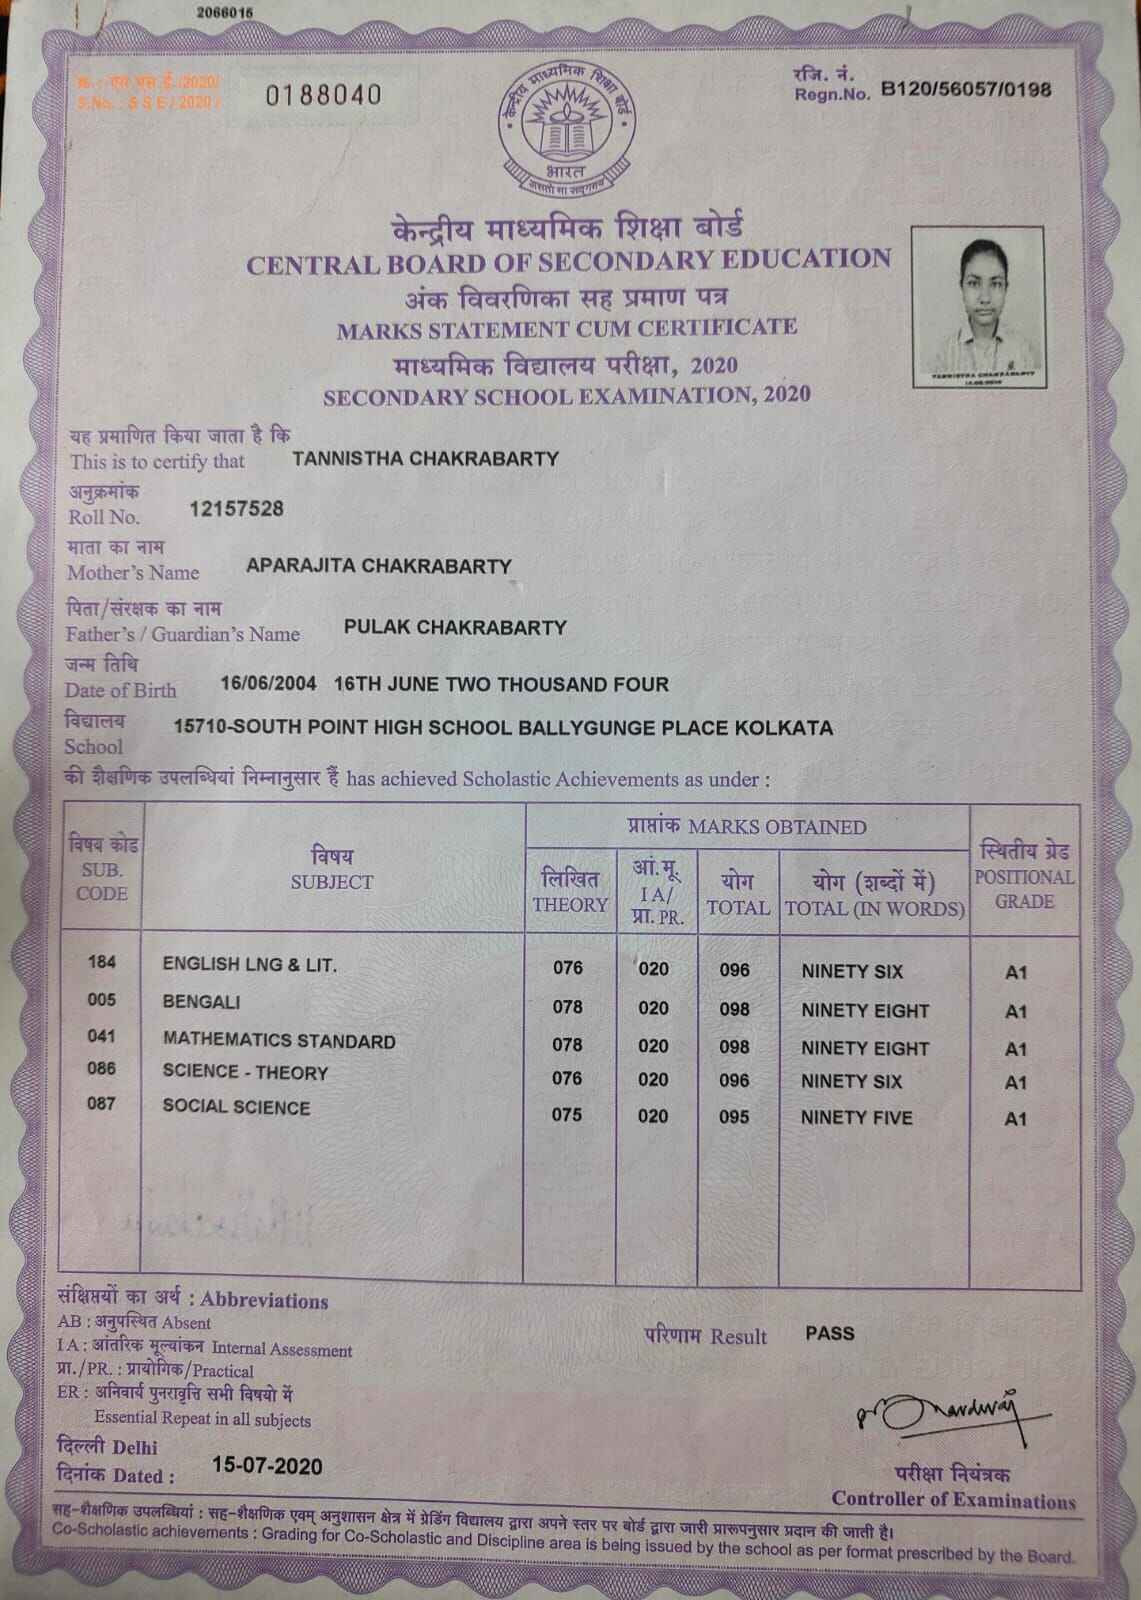 2066016
क्र.: एस.एस.ई./2020/
S.No. : S S E / 2020 /
0188040
रजि. नं.
Regn.No. B120/56057/0198
केन्द्रीय माध्यमिक शिक्षा बोर्ड
भारत
असतो मा सद्गमय
केन्द्रीय माध्यमिक शिक्षा बोर्ड
CENTRAL BOARD OF SECONDARY EDUCATION
अंक विवरणिका सह प्रमाण पत्र
MARKS STATEMENT CUM CERTIFICATE
माध्यमिक विद्यालय परीक्षा, 2020
SECONDARY SCHOOL EXAMINATION, 2020
TANNISTHA CHAKRABARTY
यह प्रमाणित किया जाता है कि
This is to certify that TANNISTHA CHAKRABARTY
अनुक्रमांक
Roll No. 12157528
माता का नाम
Mother's Name APARAJITA CHAKRABARTY
पिता/संरक्षक का नाम
Father's / Guardian's Name PULAK CHAKRABARTY
जन्म तिथि
Date of Birth 16/06/2004 16TH JUNE TWO THOUSAND FOUR
विद्यालय
School 15710-SOUTH POINT HIGH SCHOOL BALLYGUNGE PLACE KOLKATA
की शैक्षणिक उपलब्धियां निम्नानुसार हैं has achieved Scholastic Achievements as under :
विषय कोड
SUB.
CODE
विषय
SUBJECT
प्राप्तांक MARKS OBTAINED
लिखित
THEORY
आं.मू.
I A/
प्रा. PR.
योग
TOTAL
योग (शब्दों में)
TOTAL (IN WORDS)
स्थितीय ग्रेड
POSITIONAL
GRADE
184 ENGLISH LNG & LIT. 076 020 096 NINETY SIX A1
005 BENGALI 078 020 098 NINETY EIGHT A1
041 MATHEMATICS STANDARD 078 020 098 NINETY EIGHT A1
086 SCIENCE - THEORY 076 020 096 NINETY SIX A1
087 SOCIAL SCIENCE 075 020 095 NINETY FIVE A1
संक्षिप्तयों का अर्थ : Abbreviations
AB : अनुपस्थित Absent
I A : आंतरिक मूल्यांकन Internal Assessment
प्रा./PR. : प्रायोगिक/Practical
ER : अनिवार्य पुनरावृत्ति सभी विषयो में
Essential Repeat in all subjects
परिणाम Result PASS
दिल्ली Delhi
दिनांक Dated : 15-07-2020
परीक्षा नियंत्रक
Controller of Examinations
सह-शैक्षणिक उपलब्धियां : सह-शैक्षणिक एवम् अनुशासन क्षेत्र में ग्रेडिंग विद्यालय द्वारा अपने स्तर पर बोर्ड द्वारा जारी प्रारूपनुसार प्रदान की जाती है।
Co-Scholastic achievements : Grading for Co-Scholastic and Discipline area is being issued by the school as per format prescribed by the Board.